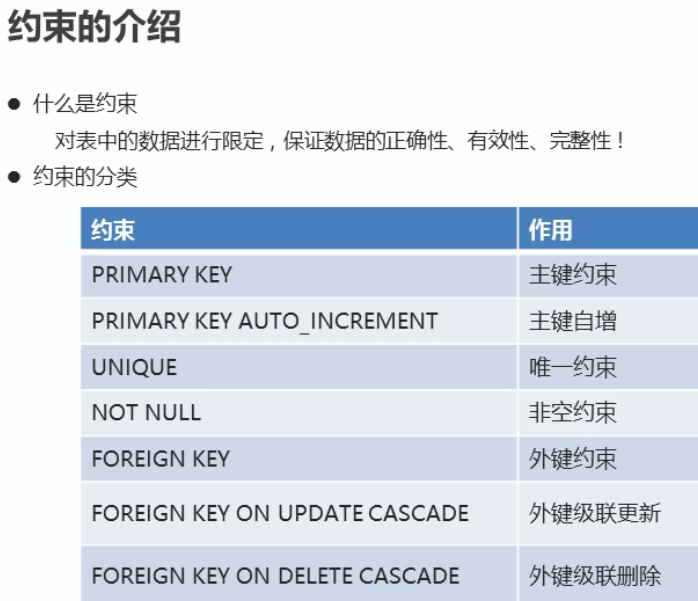 约束的介绍
● 什么是约束
对表中的数据进行限定，保证数据的正确性、有效性、完整性！
● 约束的分类
约束 作用
PRIMARY KEY 主键约束
PRIMARY KEY AUTO_INCREMENT 主键自增
UNIQUE 唯一约束
NOT NULL 非空约束
FOREIGN KEY 外键约束
FOREIGN KEY ON UPDATE CASCADE 外键级联更新
FOREIGN KEY ON DELETE CASCADE 外键级联删除